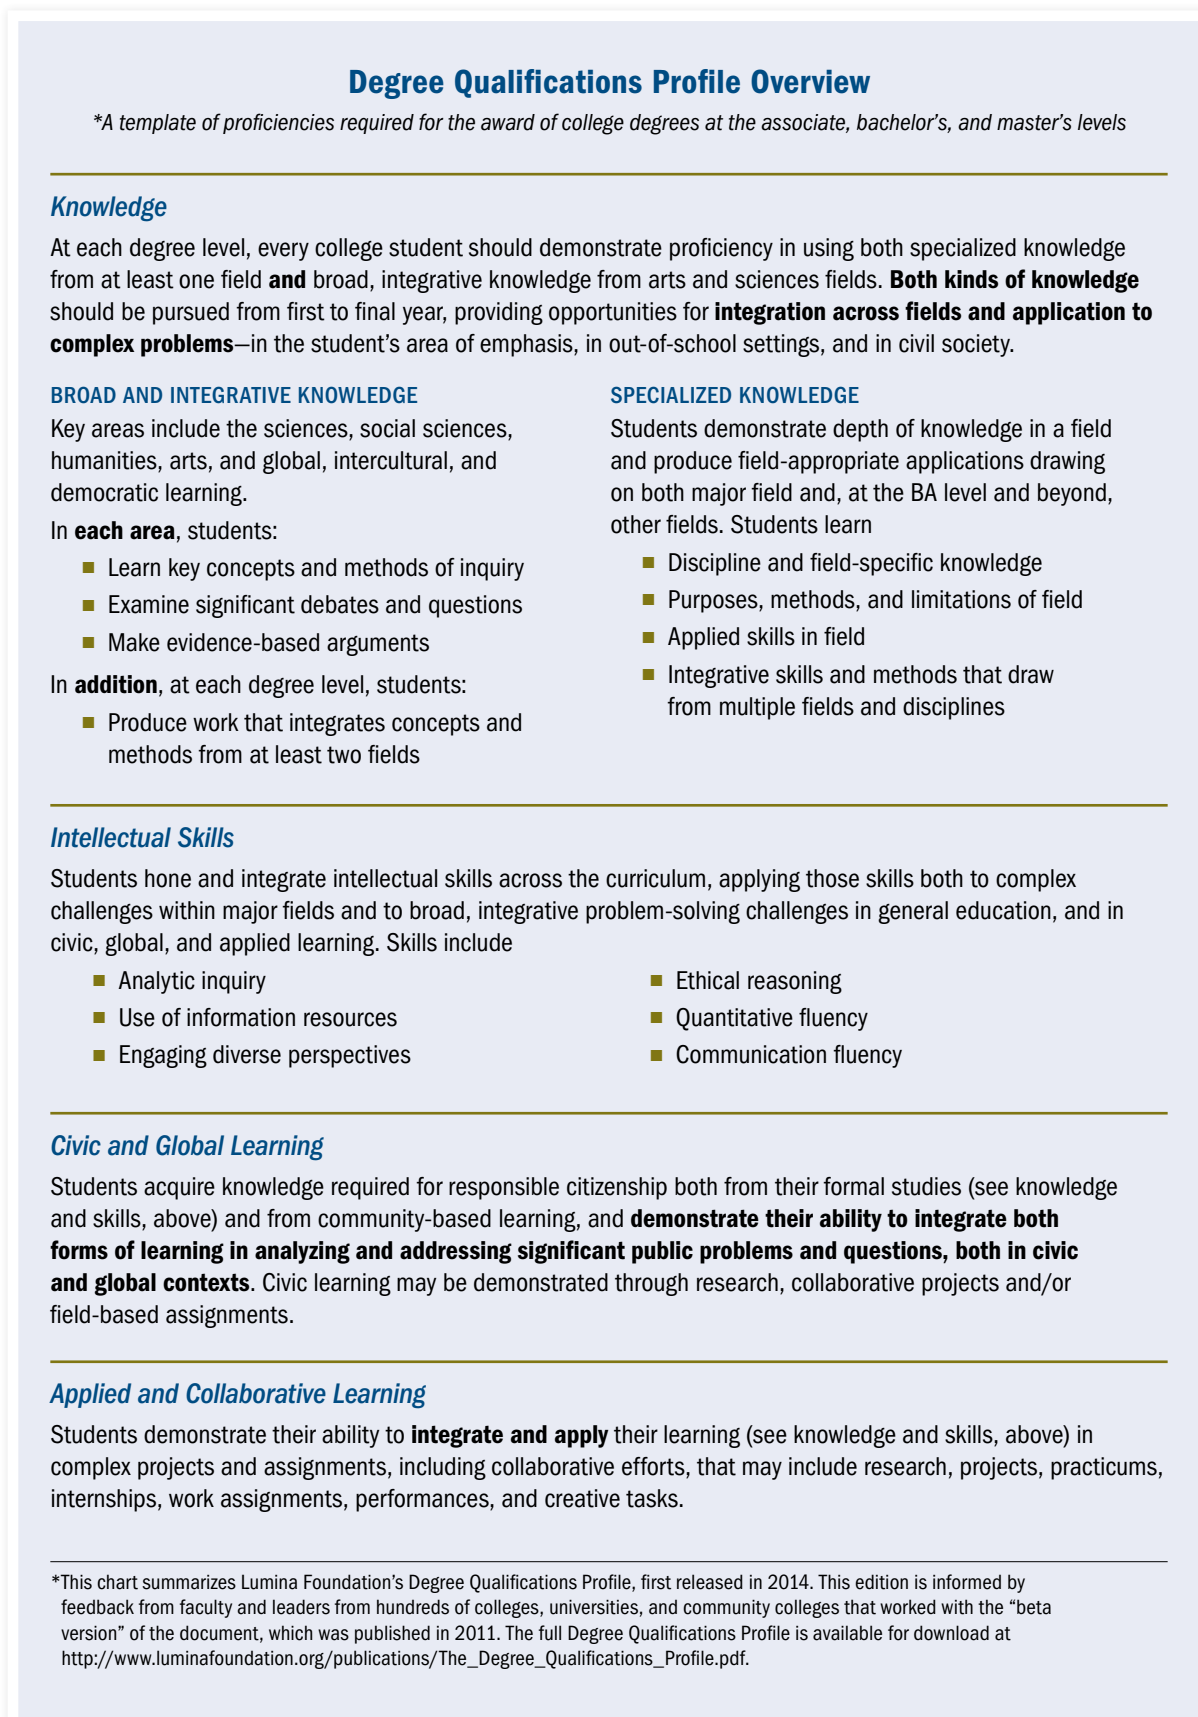 Degree Qualifications Profile Overview
*A template of proficiencies required for the award of college degrees at the associate, bachelor’s, and master’s levels
Knowledge
At each degree level, every college student should demonstrate proficiency in using both specialized knowledge
from at least one field and broad, integrative knowledge from arts and sciences fields. Both kinds of knowledge
should be pursued from first to final year, providing opportunities for integration across fields and application to
complex problems—in the student’s area of emphasis, in out-of-school settings, and in civil society.
BROAD AND INTEGRATIVE KNOWLEDGE
Key areas include the sciences, social sciences,
humanities, arts, and global, intercultural, and
democratic learning.
In each area, students:
■ Learn key concepts and methods of inquiry
■ Examine significant debates and questions
■ Make evidence-based arguments
In addition, at each degree level, students:
■ Produce work that integrates concepts and
methods from at least two fields
SPECIALIZED KNOWLEDGE
Students demonstrate depth of knowledge in a field
and produce field-appropriate applications drawing
on both major field and, at the BA level and beyond,
other fields. Students learn
■ Discipline and field-specific knowledge
■ Purposes, methods, and limitations of field
■ Applied skills in field
■ Integrative skills and methods that draw
from multiple fields and disciplines
Intellectual Skills
Students hone and integrate intellectual skills across the curriculum, applying those skills both to complex
challenges within major fields and to broad, integrative problem-solving challenges in general education, and in
civic, global, and applied learning. Skills include
■ Analytic inquiry
■ Use of information resources
■ Engaging diverse perspectives
■ Ethical reasoning
■ Quantitative fluency
■ Communication fluency
Civic and Global Learning
Students acquire knowledge required for responsible citizenship both from their formal studies (see knowledge
and skills, above) and from community-based learning, and demonstrate their ability to integrate both
forms of learning in analyzing and addressing significant public problems and questions, both in civic
and global contexts. Civic learning may be demonstrated through research, collaborative projects and/or
field-based assignments.
Applied and Collaborative Learning
Students demonstrate their ability to integrate and apply their learning (see knowledge and skills, above) in
complex projects and assignments, including collaborative efforts, that may include research, projects, practicums,
internships, work assignments, performances, and creative tasks.
*This chart summarizes Lumina Foundation’s Degree Qualifications Profile, first released in 2014. This edition is informed by
feedback from faculty and leaders from hundreds of colleges, universities, and community colleges that worked with the “beta
version” of the document, which was published in 2011. The full Degree Qualifications Profile is available for download at
http://www.luminafoundation.org/publications/The_Degree_Qualifications_Profile.pdf.